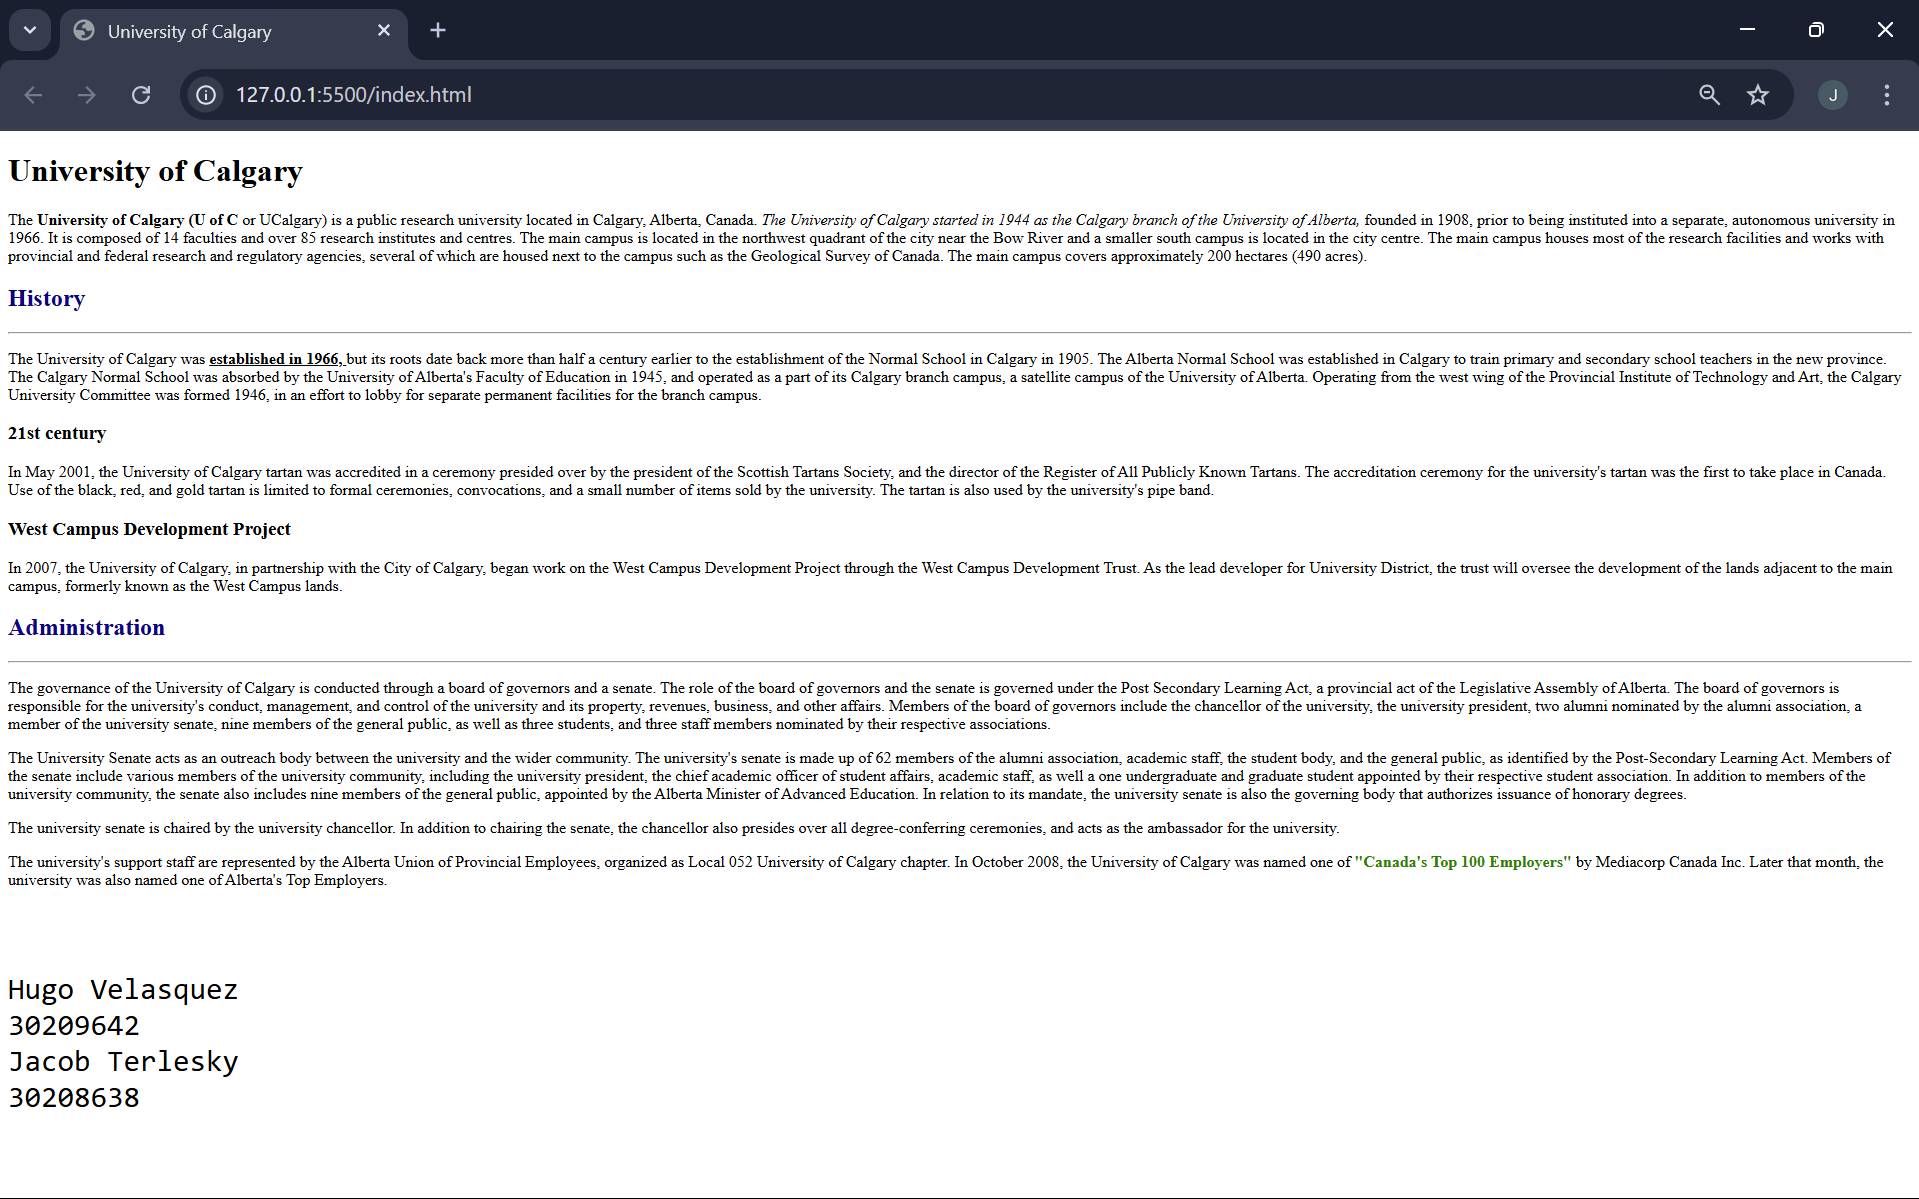 University of Calgary
127.0.0.1:5500/index.html
J
University of Calgary
The University of Calgary (U of C or UCalgary) is a public research university located in Calgary, Alberta, Canada. The University of Calgary started in 1944 as the Calgary branch of the University of Alberta, founded in 1908, prior to being instituted into a separate, autonomous university in
1966. It is composed of 14 faculties and over 85 research institutes and centres. The main campus is located in the northwest quadrant of the city near the Bow River and a smaller south campus is located in the city centre. The main campus houses most of the research facilities and works with
provincial and federal research and regulatory agencies, several of which are housed next to the campus such as the Geological Survey of Canada. The main campus covers approximately 200 hectares (490 acres).
History
The University of Calgary was established in 1966, but its roots date back more than half a century earlier to the establishment of the Normal School in Calgary in 1905. The Alberta Normal School was established in Calgary to train primary and secondary school teachers in the new province.
The Calgary Normal School was absorbed by the University of Alberta's Faculty of Education in 1945, and operated as a part of its Calgary branch campus, a satellite campus of the University of Alberta. Operating from the west wing of the Provincial Institute of Technology and Art, the Calgary
University Committee was formed 1946, in an effort to lobby for separate permanent facilities for the branch campus.
21st century
In May 2001, the University of Calgary tartan was accredited in a ceremony presided over by the president of the Scottish Tartans Society, and the director of the Register of All Publicly Known Tartans. The accreditation ceremony for the university's tartan was the first to take place in Canada.
Use of the black, red, and gold tartan is limited to formal ceremonies, convocations, and a small number of items sold by the university. The tartan is also used by the university's pipe band.
West Campus Development Project
In 2007, the University of Calgary, in partnership with the City of Calgary, began work on the West Campus Development Project through the West Campus Development Trust. As the lead developer for University District, the trust will oversee the development of the lands adjacent to the main
campus, formerly known as the West Campus lands.
Administration
The governance of the University of Calgary is conducted through a board of governors and a senate. The role of the board of governors and the senate is governed under the Post Secondary Learning Act, a provincial act of the Legislative Assembly of Alberta. The board of governors is
responsible for the university's conduct, management, and control of the university and its property, revenues, business, and other affairs. Members of the board of governors include the chancellor of the university, the university president, two alumni nominated by the alumni association, a
member of the university senate, nine members of the general public, as well as three students, and three staff members nominated by their respective associations.
The University Senate acts as an outreach body between the university and the wider community. The university's senate is made up of 62 members of the alumni association, academic staff, the student body, and the general public, as identified by the Post-Secondary Learning Act. Members of
the senate include various members of the university community, including the university president, the chief academic officer of student affairs, academic staff, as well a one undergraduate and graduate student appointed by their respective student association. In addition to members of the
university community, the senate also includes nine members of the general public, appointed by the Alberta Minister of Advanced Education. In relation to its mandate, the university senate is also the governing body that authorizes issuance of honorary degrees.
The university senate is chaired by the university chancellor. In addition to chairing the senate, the chancellor also presides over all degree-conferring ceremonies, and acts as the ambassador for the university.
The university's support staff are represented by the Alberta Union of Provincial Employees, organized as Local 052 University of Calgary chapter. In October 2008, the University of Calgary was named one of "Canada's Top 100 Employers" by Mediacorp Canada Inc. Later that month, the
university was also named one of Alberta's Top Employers.
Hugo Velasquez
30209642
Jacob Terlesky
30208638